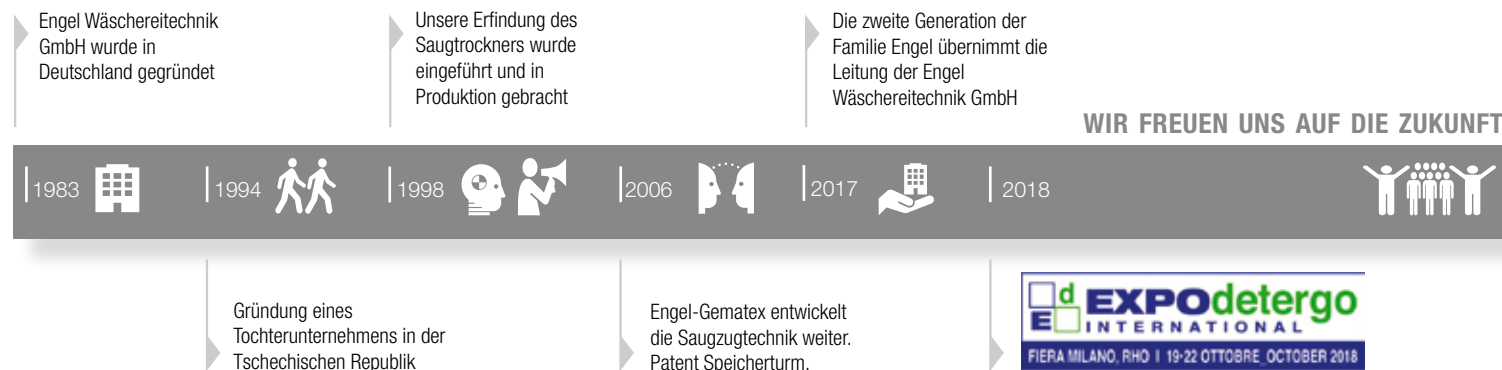 Engel Wäschereitechnik
GmbH wurde in
Deutschland gegründet
Unsere Erfindung des
Saugtrockners wurde
eingeführt und in
Produktion gebracht
Die zweite Generation der
Familie Engel übernimmt die
Leitung der Engel
Wäschereitechnik GmbH
WIR FREUEN UNS AUF DIE ZUKUNFT
1983
1994
1998
2006
2017
2018
Gründung eines
Tochterunternehmens in der
Tschechischen Republik
Engel-Gematex entwickelt
die Saugzugtechnik weiter.
Patent Speicherturm.
d
E
EXPOdetergo
INTERNATIONAL
FIERA MILANO, RHO I 19-22 OTTOBRE_OCTOBER 2018